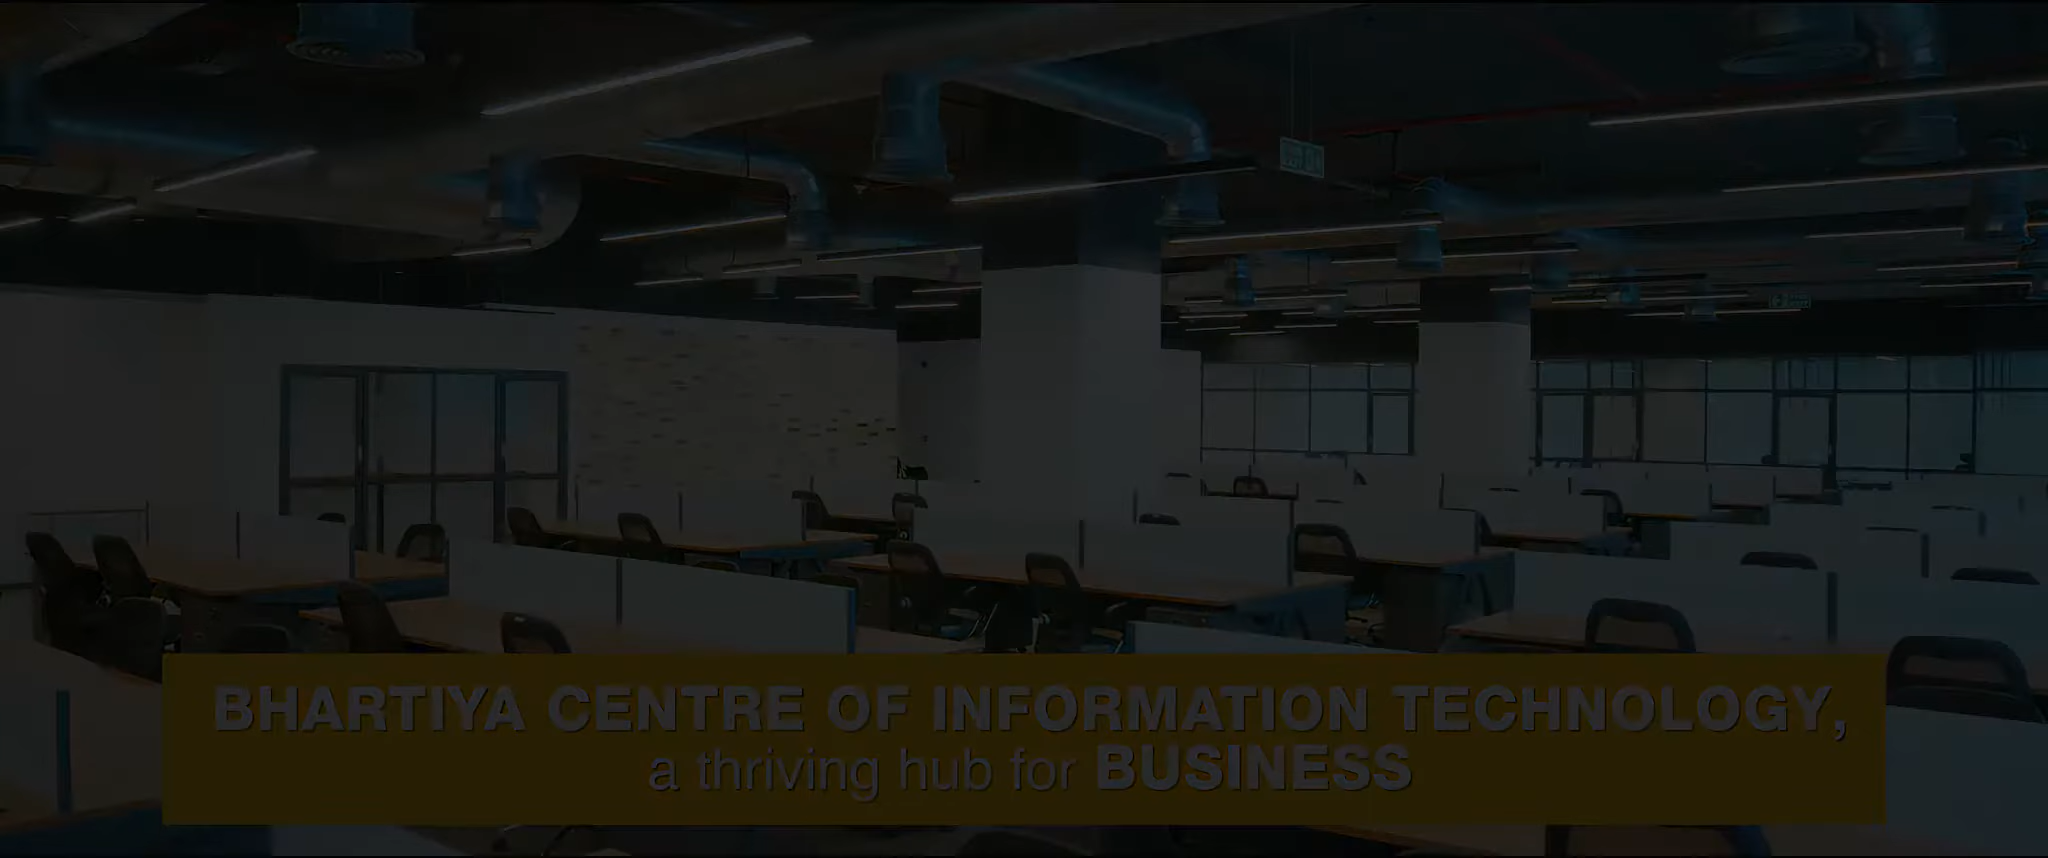 BHARTIYA CENTRE OF INFORMATION TECHNOLOGY,
a thriving hub for BUSINESS